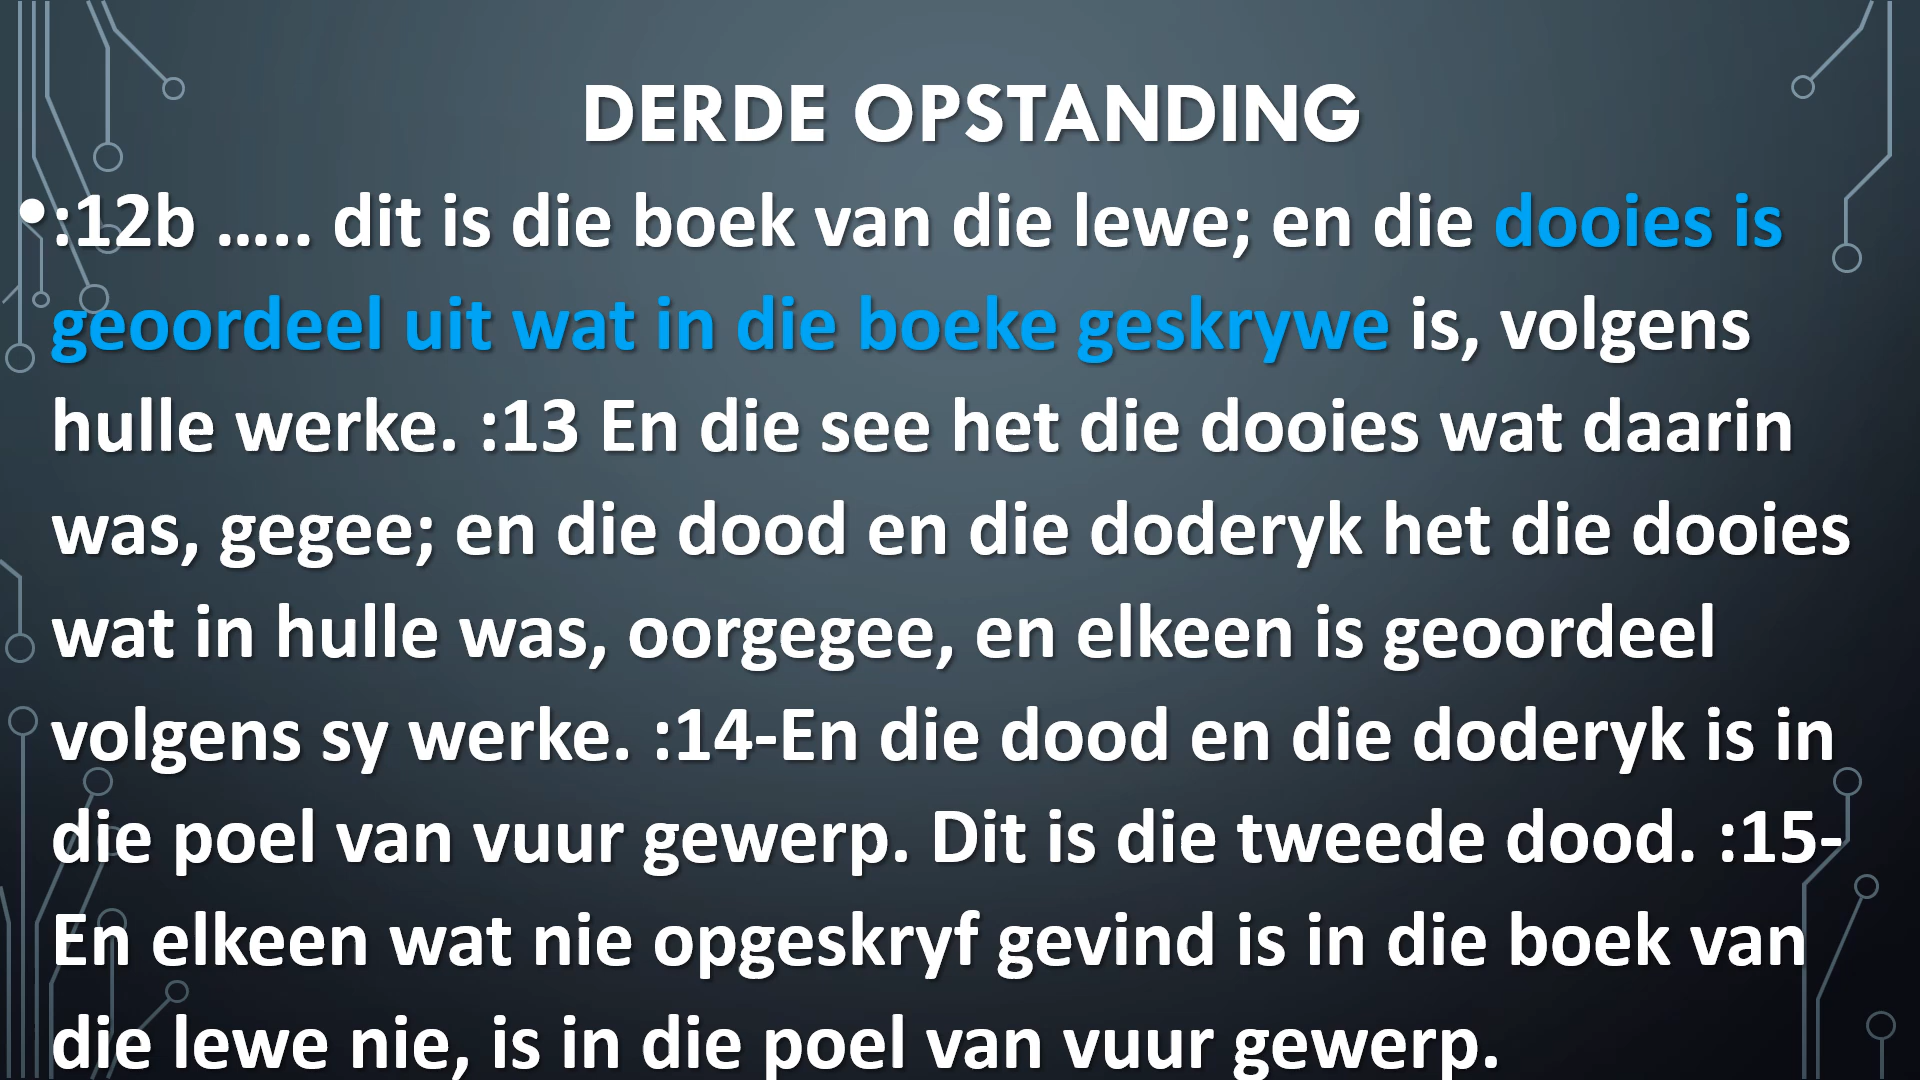 DERDE OPSTANDING
• :12b ..... dit is die boek van die lewe; en die dooies is
geoordeel uit wat in die boeke geskrywe is, volgens
hulle werke. :13 En die see het die dooies wat daarin
was, gegee; en die dood en die doderyk het die dooies
wat in hulle was, oorgegee, en elkeen is geoordeel
volgens sy werke. :14-En die dood en die doderyk is in
die poel van vuur gewerp. Dit is die tweede dood. :15-
En elkeen wat nie opgeskryf gevind is in die boek van
die lewe nie, is in die poel van vuur gewerp.